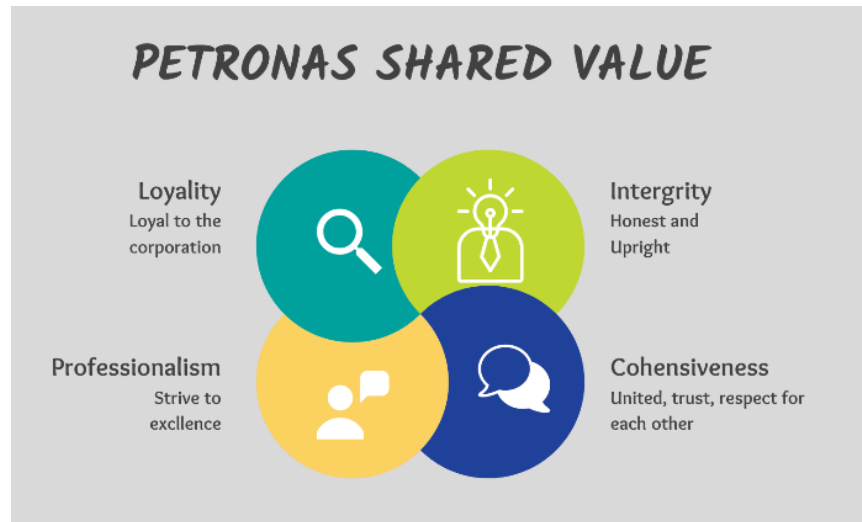 PETRONAS SHARED VALUE
Loyality
Loyal to the
corporation
Intergrity
Honest and
Upright
Professionalism
Strive to
excllence
Cohensiveness
United, trust, respect for
each other